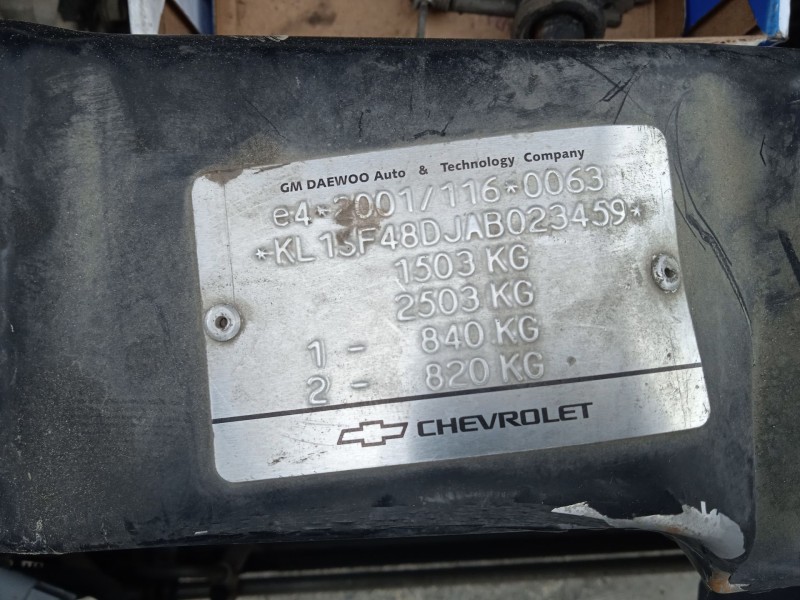 GM DAEWOO Auto & Technology Company
e4*2001/116*0063
*KL1SF48DJAB023459*
1503 KG
2503 KG
1 - 840 KG
2 - 820 KG
CHEVROLET